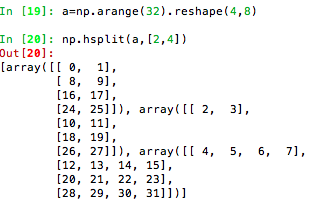 In [19]: a=np.arange(32).reshape(4,8)
In [20]: np.hsplit(a,[2,4])
Out[20]:
[array([[ 0,  1],
       [ 8,  9],
       [16, 17],
       [24, 25]]), array([[ 2,  3],
       [10, 11],
       [18, 19],
       [26, 27]]), array([[ 4,  5,  6,  7],
       [12, 13, 14, 15],
       [20, 21, 22, 23],
       [28, 29, 30, 31]])]